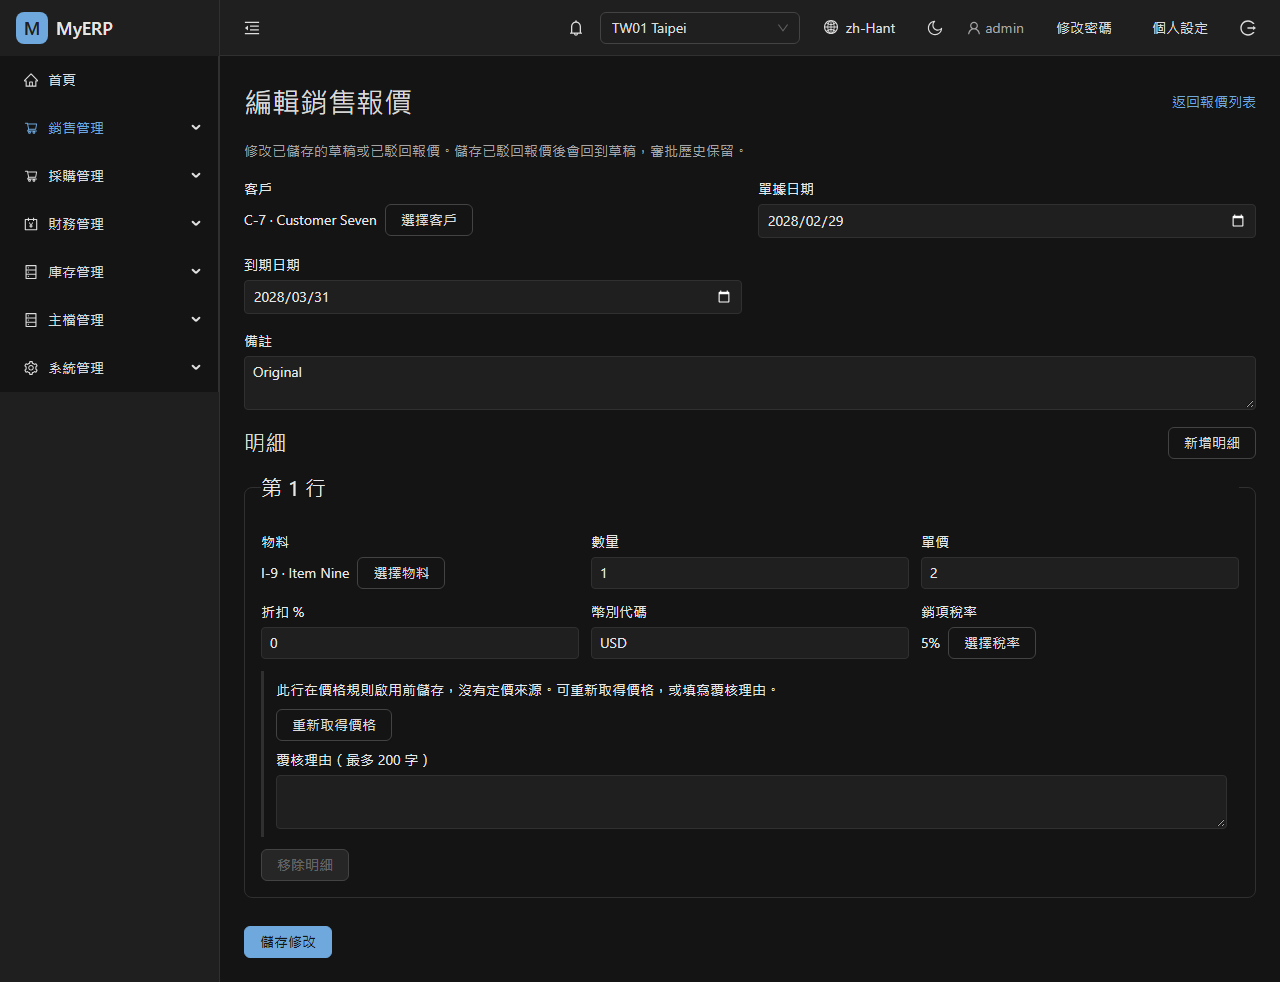 M MyERP
TW01 Taipei
zh-Hant
admin
修改密碼
個人設定
首頁
銷售管理
採購管理
財務管理
庫存管理
主檔管理
系統管理
編輯銷售報價
返回報價列表
修改已儲存的草稿或已駁回報價。儲存已駁回報價後會回到草稿，審批歷史保留。
客戶
C-7 · Customer Seven 選擇客戶
單據日期
2028/02/29
到期日期
2028/03/31
備註
Original
明細
新增明細
第 1 行
物料
I-9 · Item Nine 選擇物料
數量
1
單價
2
折扣 %
0
幣別代碼
USD
銷項稅率
5% 選擇稅率
此行在價格規則啟用前儲存，沒有定價來源。可重新取得價格，或填寫覆核理由。
重新取得價格
覆核理由（最多 200 字）
移除明細
儲存修改